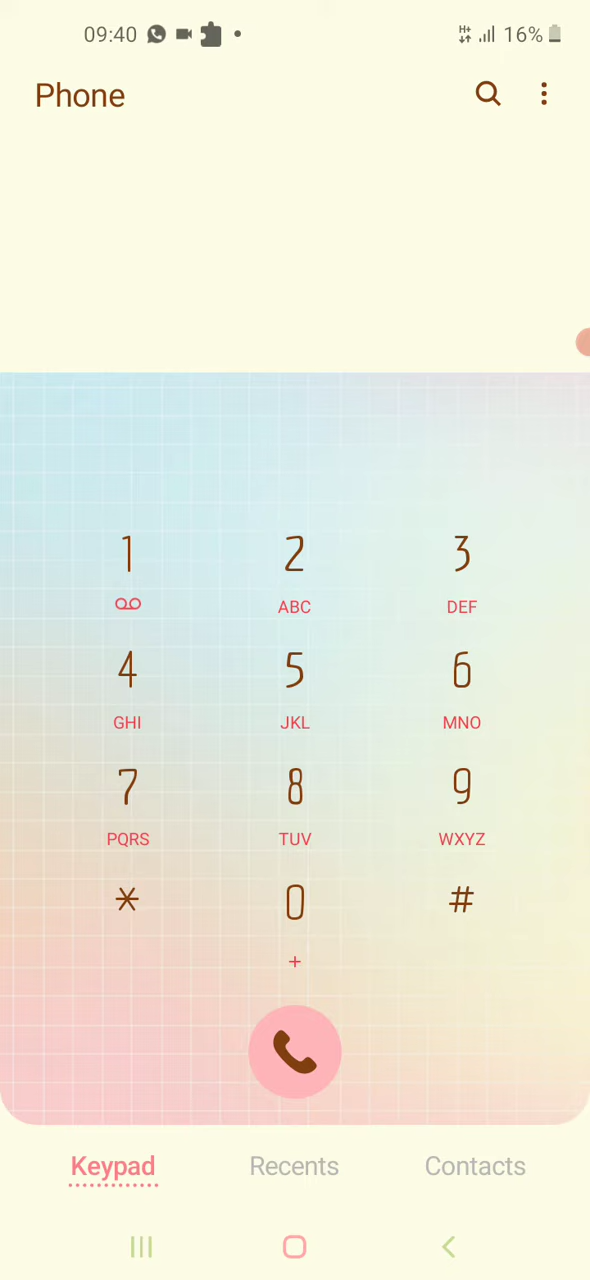 09:40 16%
Phone
1 2 3
ABC DEF
4 5 6
GHI JKL MNO
7 8 9
PQRS TUV WXYZ
* 0 #
+
Keypad Recents Contacts